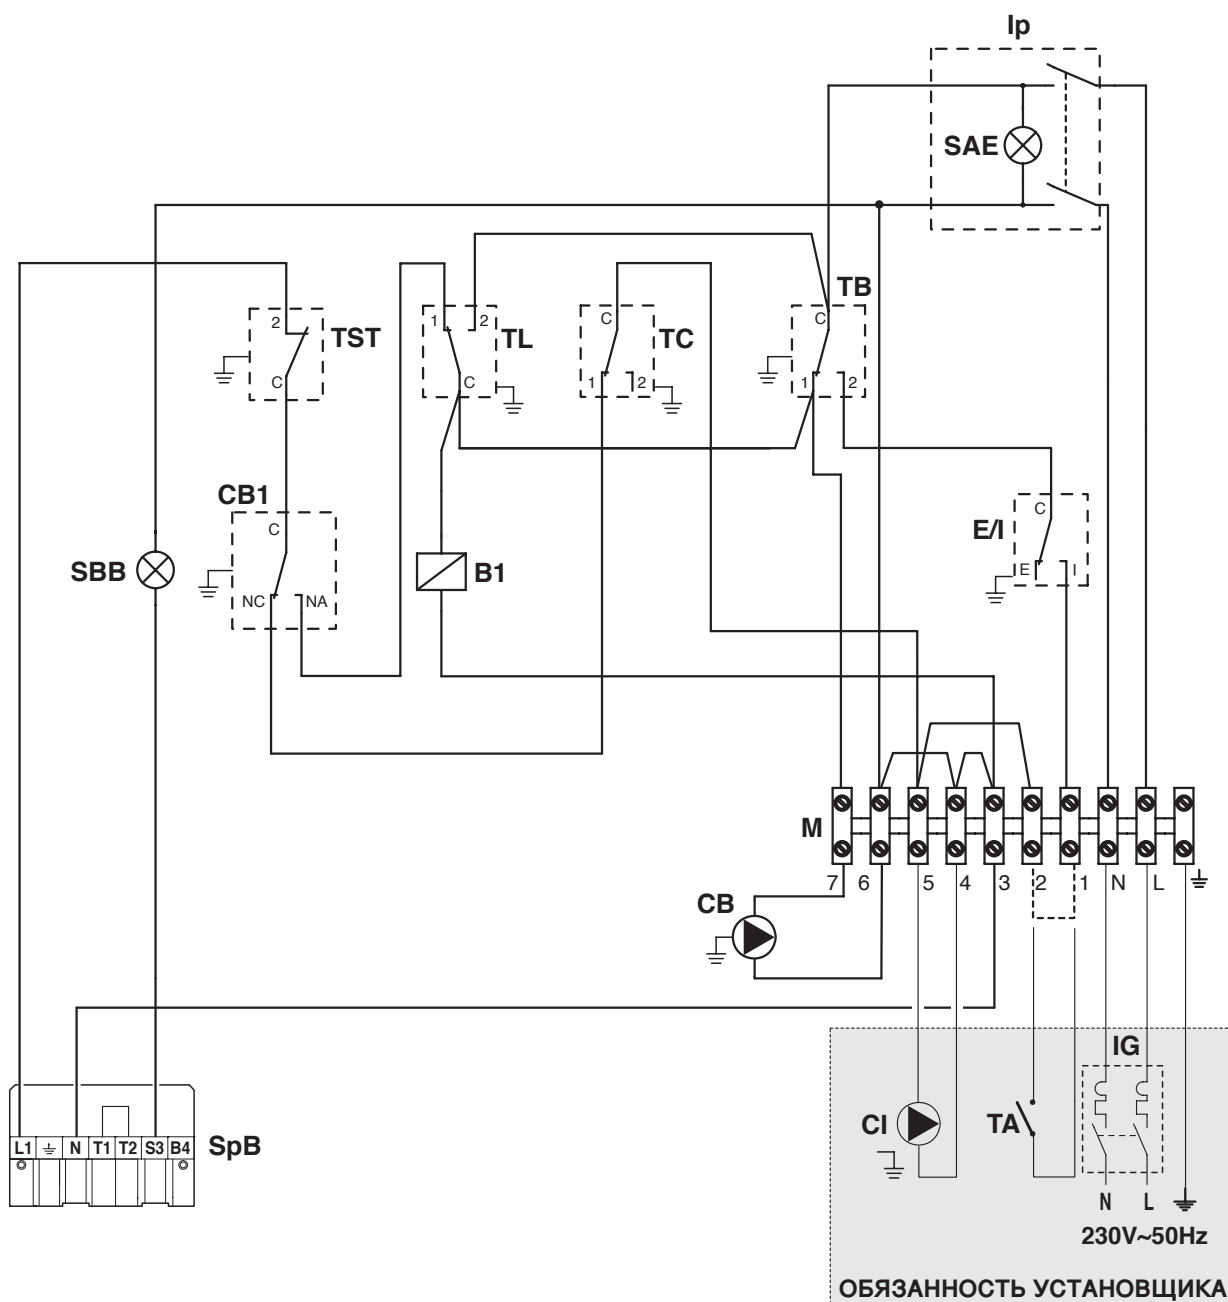 Ip
SAE
TB
C
1 2
TST
2
C
TL
1 2
C
TC
C
1 2
CB1
C
NC NA
SBB
B1
E/I
C
E I
M
7 6 5 4 3 2 1 N L
CB
IG
CI
TA
N L
230V~50Hz
L1 N T1 T2 S3 B4
SpB
ОБЯЗАННОСТЬ УСТАНОВЩИКА